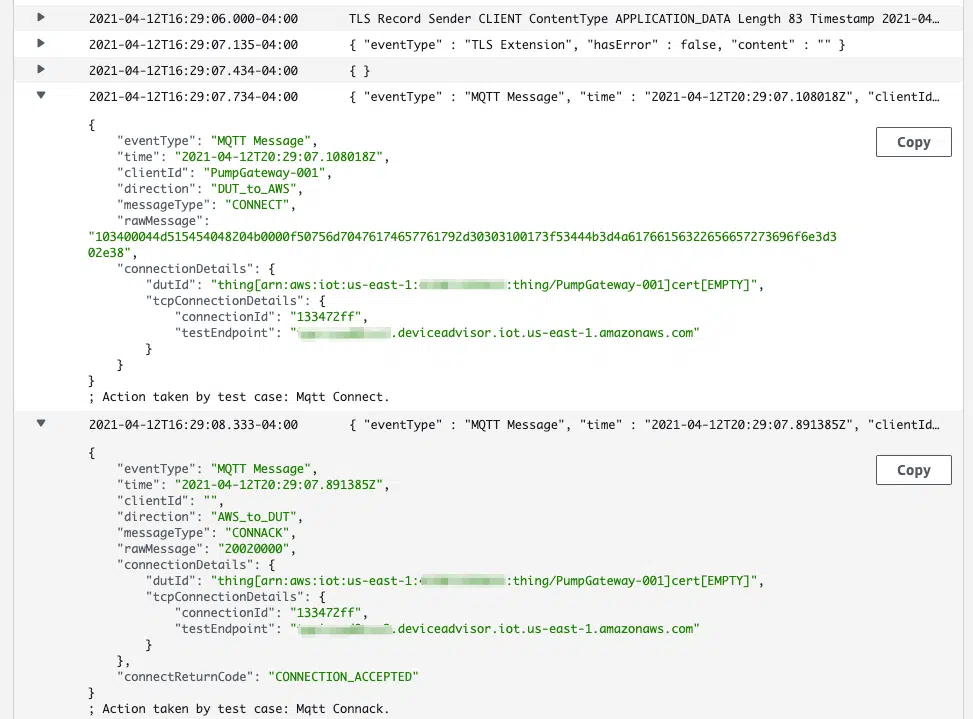 2021-04-12T16:29:06.000-04:00 TLS Record Sender CLIENT ContentType APPLICATION_DATA Length 83 Timestamp 2021-04…
2021-04-12T16:29:07.135-04:00 { "eventType" : "TLS Extension", "hasError" : false, "content" : "" }
2021-04-12T16:29:07.434-04:00 { }
2021-04-12T16:29:07.734-04:00 { "eventType" : "MQTT Message", "time" : "2021-04-12T20:29:07.108018Z", "clientId…
{
"eventType": "MQTT Message",
Copy
"time": "2021-04-12T20:29:07.108018Z",
"clientId": "PumpGateway-001",
"direction": "DUT_to_AWS",
"messageType": "CONNECT",
"rawMessage":
"103400044d515454048204b0000f50756d70476174657761792d30303100173f53444b3d4a61766156322656657273696f6e3d3
02e38",
"connectionDetails": {
"dutId": "thing[arn:aws:iot:us-east-1: :thing/PumpGateway-001]cert[EMPTY]",
"tcpConnectionDetails": {
"connectionId": "133472ff",
"testEndpoint": " .deviceadvisor.iot.us-east-1.amazonaws.com"
}
}
}
; Action taken by test case: Mqtt Connect.
2021-04-12T16:29:08.333-04:00 { "eventType" : "MQTT Message", "time" : "2021-04-12T20:29:07.891385Z", "clientId…
{
"eventType": "MQTT Message",
Copy
"time": "2021-04-12T20:29:07.891385Z",
"clientId": "",
"direction": "AWS_to_DUT",
"messageType": "CONNACK",
"rawMessage": "20020000",
"connectionDetails": {
"dutId": "thing[arn:aws:iot:us-east-1: :thing/PumpGateway-001]cert[EMPTY]",
"tcpConnectionDetails": {
"connectionId": "133472ff",
"testEndpoint": " .deviceadvisor.iot.us-east-1.amazonaws.com"
}
},
"connectReturnCode": "CONNECTION_ACCEPTED"
}
; Action taken by test case: Mqtt Connack.